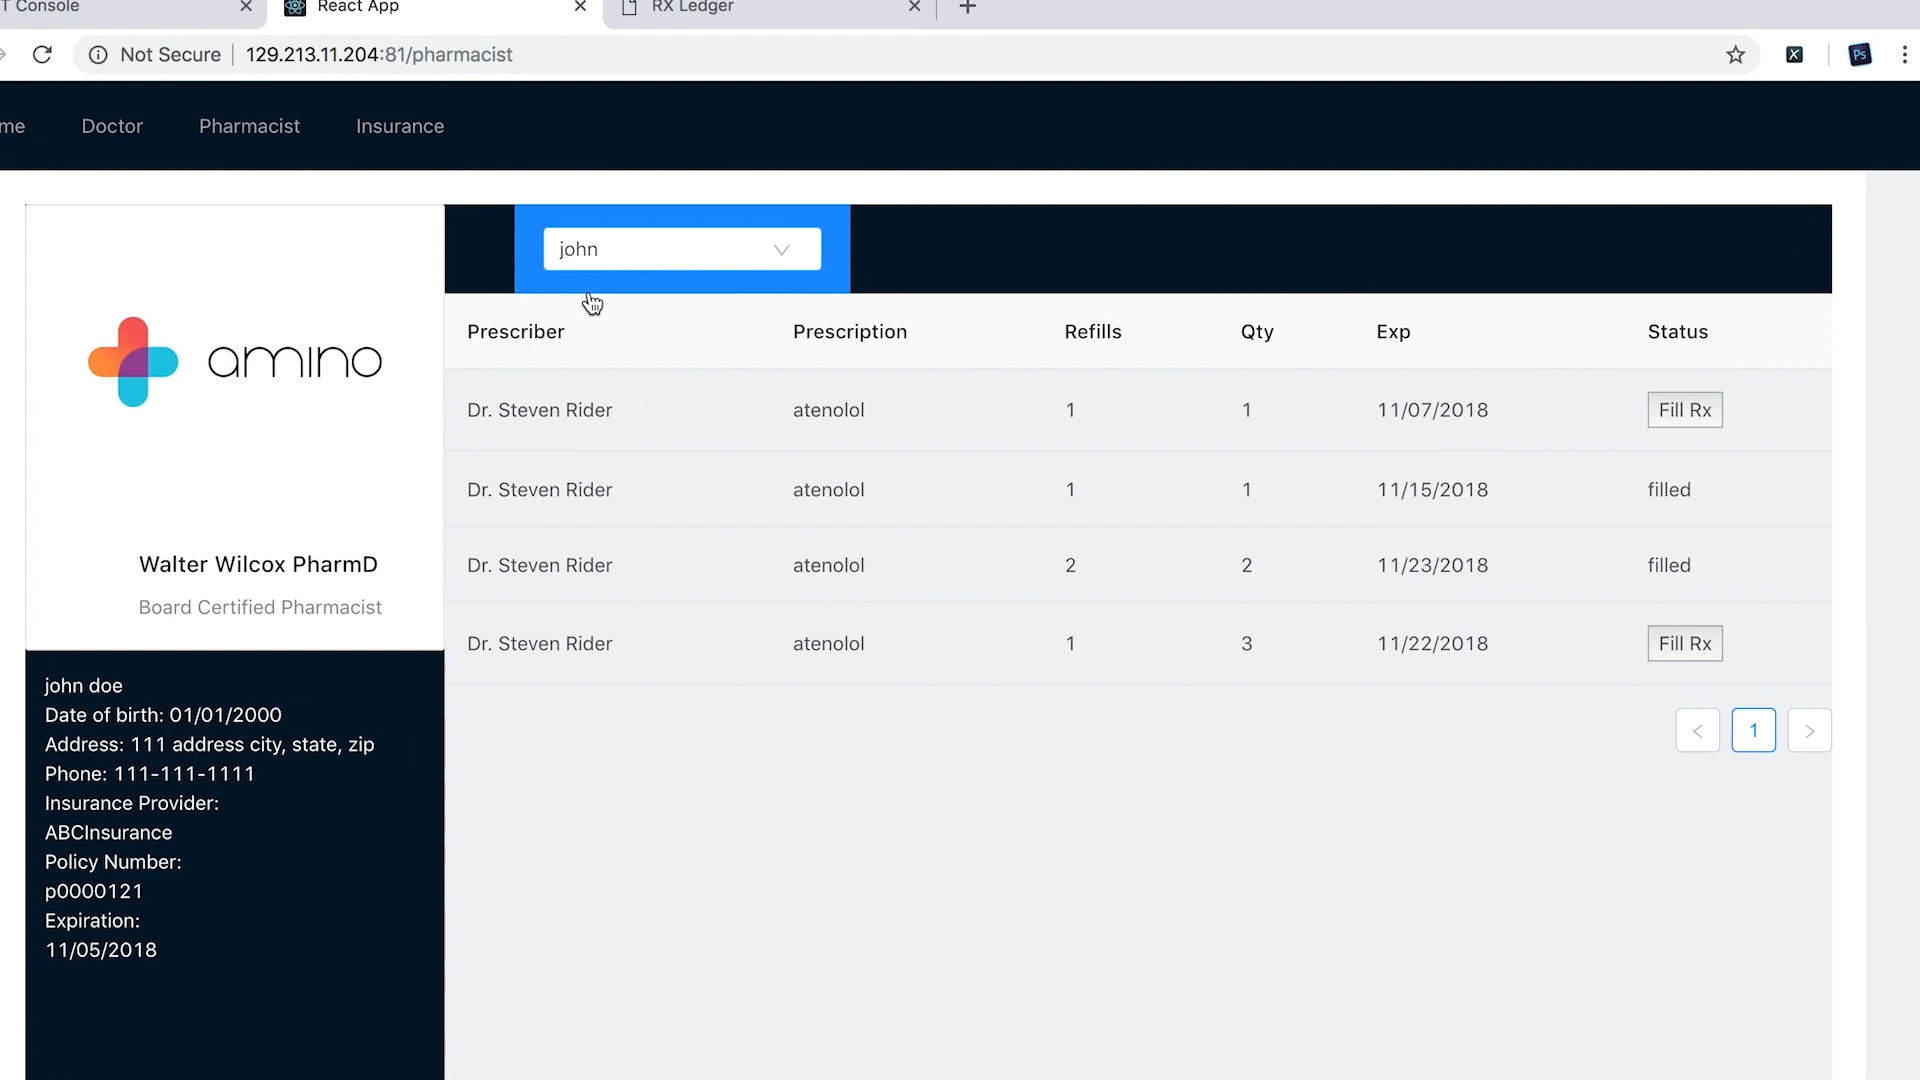 T Console
React App
RX Ledger
Not Secure 129.213.11.204:81/pharmacist
Ps
me Doctor Pharmacist Insurance
john
Prescriber Prescription Refills Qty Exp Status
Dr. Steven Rider atenolol 1 1 11/07/2018 Fill Rx
Dr. Steven Rider atenolol 1 1 11/15/2018 filled
Dr. Steven Rider atenolol 2 2 11/23/2018 filled
Dr. Steven Rider atenolol 1 3 11/22/2018 Fill Rx
< 1 >
amino
Walter Wilcox PharmD
Board Certified Pharmacist
john doe
Date of birth: 01/01/2000
Address: 111 address city, state, zip
Phone: 111-111-1111
Insurance Provider:
ABCInsurance
Policy Number:
p0000121
Expiration:
11/05/2018